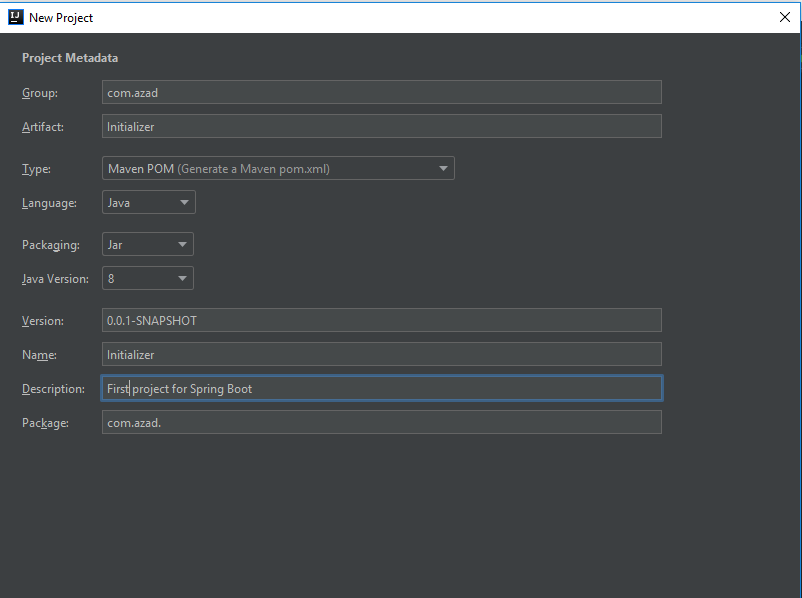 IJ New Project
Project Metadata
Group: com.azad
Artifact: Initializer
Type: Maven POM (Generate a Maven pom.xml)
Language: Java
Packaging: Jar
Java Version: 8
Version: 0.0.1-SNAPSHOT
Name: Initializer
Description: First project for Spring Boot
Package: com.azad.